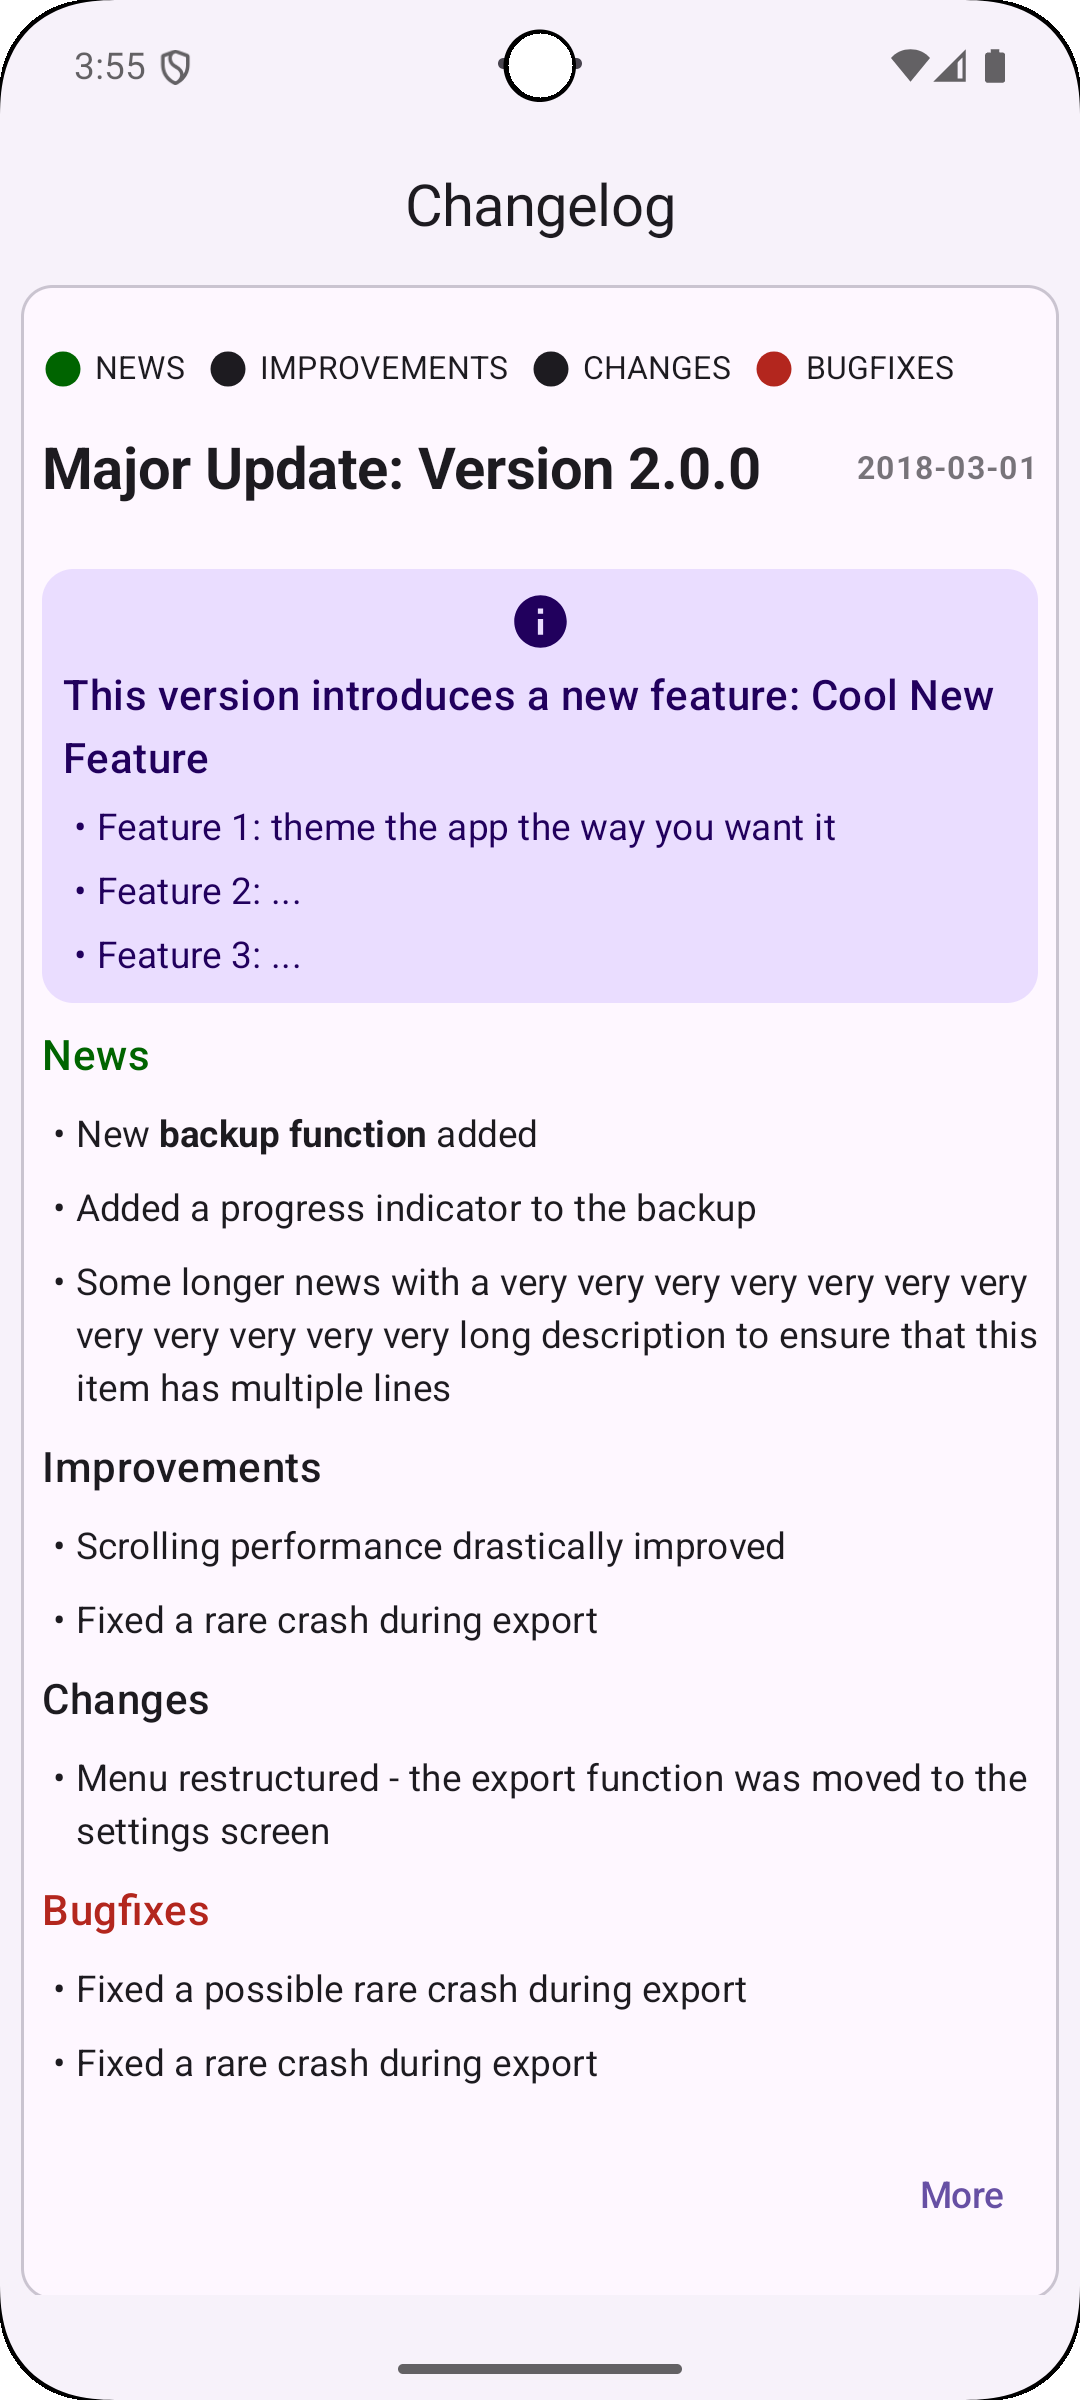 3:55
Changelog
NEWS IMPROVEMENTS CHANGES BUGFIXES
Major Update: Version 2.0.0 2018-03-01
This version introduces a new feature: Cool New
Feature
• Feature 1: theme the app the way you want it
• Feature 2: ...
• Feature 3: ...
News
• New backup function added
• Added a progress indicator to the backup
• Some longer news with a very very very very very very very
very very very very very long description to ensure that this
item has multiple lines
Improvements
• Scrolling performance drastically improved
• Fixed a rare crash during export
Changes
• Menu restructured - the export function was moved to the
settings screen
Bugfixes
• Fixed a possible rare crash during export
• Fixed a rare crash during export
More